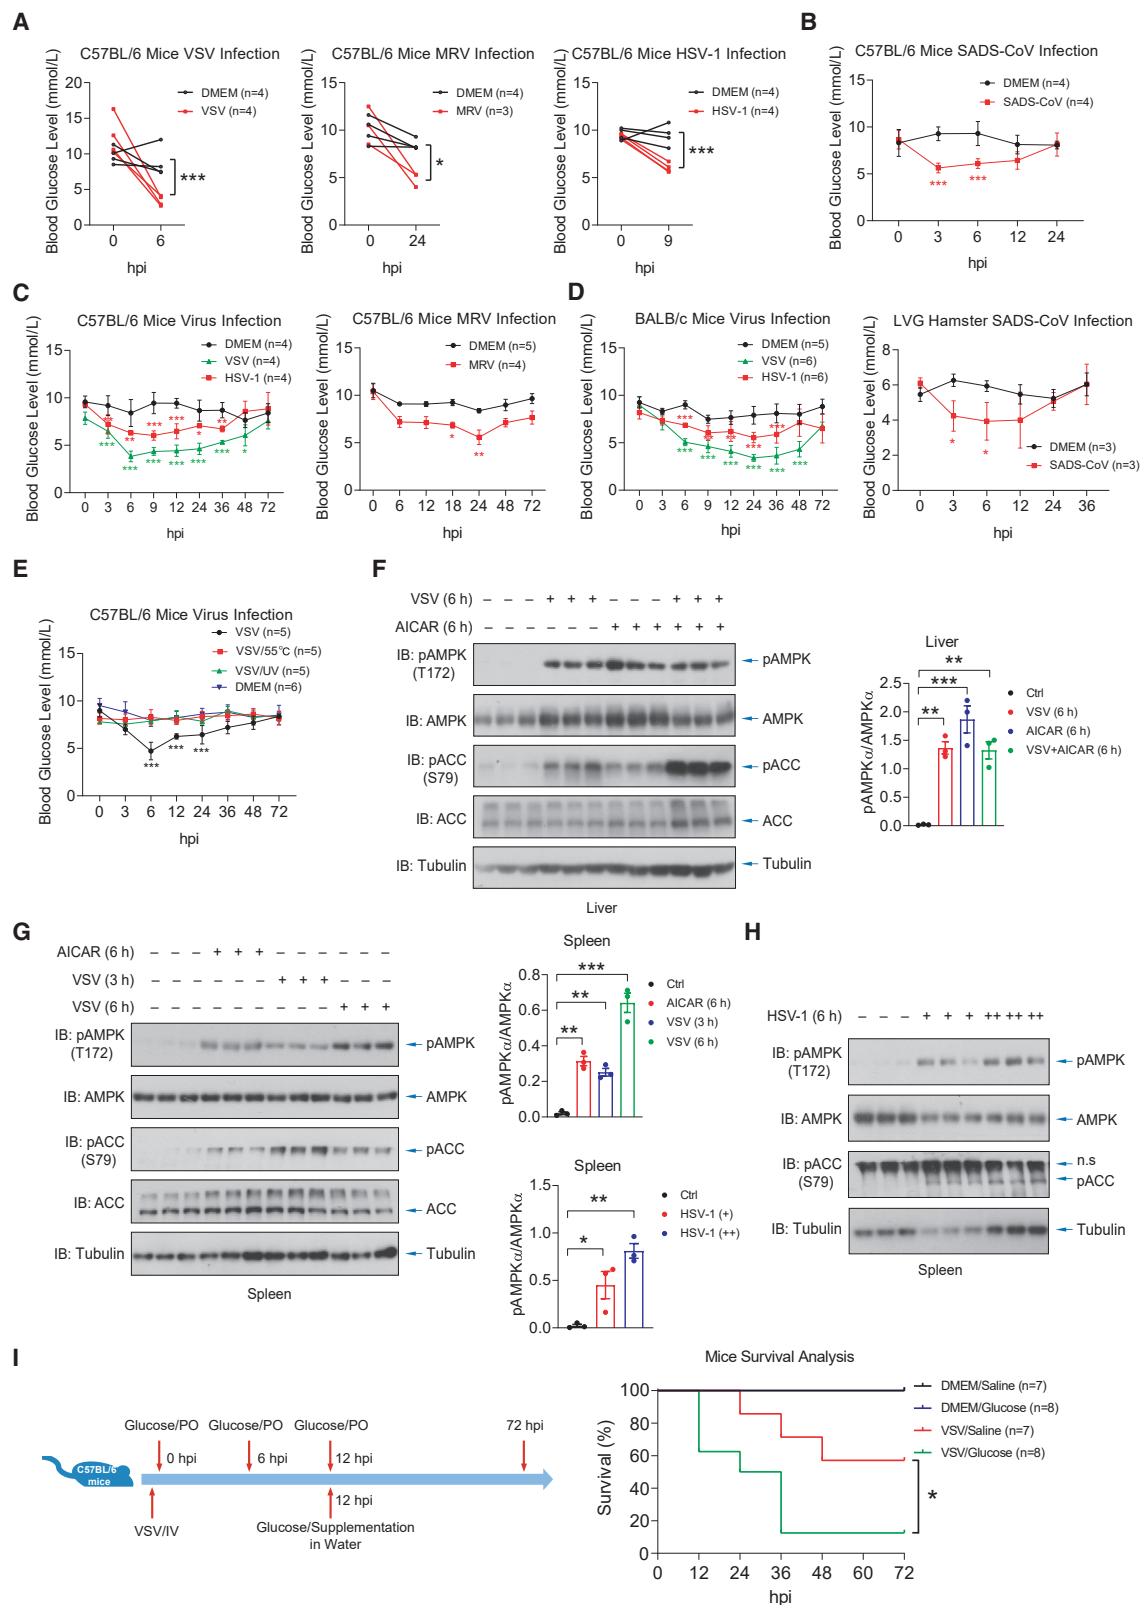 A
C57BL/6 Mice VSV Infection
Blood Glucose Level (mmol/L)
20
15
10
5
0
DMEM (n=4)
VSV (n=4)
***
0 6
hpi
C57BL/6 Mice MRV Infection
Blood Glucose Level (mmol/L)
15
10
5
0
DMEM (n=4)
MRV (n=3)
*
0 24
hpi
C57BL/6 Mice HSV-1 Infection
Blood Glucose Level (mmol/L)
15
10
5
0
DMEM (n=4)
HSV-1 (n=4)
***
0 9
hpi
B
C57BL/6 Mice SADS-CoV Infection
Blood Glucose Level (mmol/L)
15
10
5
0
DMEM (n=4)
SADS-CoV (n=4)
*** ***
0 3 6 12 24
hpi
C
C57BL/6 Mice Virus Infection
Blood Glucose Level (mmol/L)
15
10
5
0
DMEM (n=4)
VSV (n=4)
HSV-1 (n=4)
** ** *** *** * **
*** *** *** *** *** *** *
0 3 6 9 12 24 36 48 72
hpi
C57BL/6 Mice MRV Infection
Blood Glucose Level (mmol/L)
15
10
5
0
DMEM (n=5)
MRV (n=4)
* **
0 6 12 18 24 36 48 72
hpi
D
BALB/c Mice Virus Infection
Blood Glucose Level (mmol/L)
15
10
5
0
DMEM (n=5)
VSV (n=6)
HSV-1 (n=6)
*** ** ** *** ***
*** *** *** *** *** ***
0 3 6 9 12 24 36 48 72
hpi
LVG Hamster SADS-CoV Infection
Blood Glucose Level (mmol/L)
8
6
4
2
0
DMEM (n=3)
SADS-CoV (n=3)
* *
0 3 6 12 24 36
hpi
E
C57BL/6 Mice Virus Infection
Blood Glucose Level (mmol/L)
15
10
5
0
VSV (n=5)
VSV/55°C (n=5)
VSV/UV (n=5)
DMEM (n=6)
*** *** ***
0 3 6 12 24 36 48 72
hpi
F
VSV (6 h) – – – + + + – – – + + +
AICAR (6 h) – – – – – – + + + + + +
IB: pAMPK
(T172)
pAMPK
IB: AMPK
AMPK
IB: pACC
(S79)
pACC
IB: ACC
ACC
IB: Tubulin
Tubulin
Liver
Liver
pAMPKα/AMPKα
2.5
2.0
1.5
1.0
0.5
0.0
**
***
**
Ctrl
VSV (6 h)
AICAR (6 h)
VSV+AICAR (6 h)
G
AICAR (6 h) – – – + + + – – – – – –
VSV (3 h) – – – – – – + + + – – –
VSV (6 h) – – – – – – – – – + + +
IB: pAMPK
(T172)
pAMPK
IB: AMPK
AMPK
IB: pACC
(S79)
pACC
IB: ACC
ACC
IB: Tubulin
Tubulin
Spleen
Spleen
pAMPKα/AMPKα
0.8
0.6
0.4
0.2
0.0
***
**
**
Ctrl
AICAR (6 h)
VSV (3 h)
VSV (6 h)
Spleen
pAMPKα/AMPKα
1.5
1.0
0.5
0.0
**
*
Ctrl
HSV-1 (+)
HSV-1 (++)
H
HSV-1 (6 h) – – – + + + ++ ++ ++
IB: pAMPK
(T172)
pAMPK
IB: AMPK
AMPK
IB: pACC
(S79)
n.s
pACC
IB: Tubulin
Tubulin
Spleen
I
Glucose/PO Glucose/PO Glucose/PO 72 hpi
0 hpi 6 hpi 12 hpi
C57BL/6
mice
12 hpi
VSV/IV
Glucose/Supplementation
in Water
Mice Survival Analysis
Survival (%)
100
80
60
40
20
0
DMEM/Saline (n=7)
DMEM/Glucose (n=8)
VSV/Saline (n=7)
VSV/Glucose (n=8)
*
0 12 24 36 48 60 72
hpi